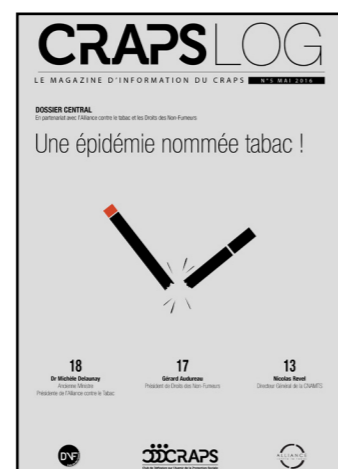 CRAPSLOG
LE MAGAZINE D'INFORMATION DU CRAPS N°5 MAI 2016
DOSSIER CENTRAL
En partenariat avec l'Alliance contre le tabac et les Droits des Non-Fumeurs
Une épidémie nommée tabac !
18
Dr Michèle Delaunay
Ancienne Ministre
Présidente de l'Alliance contre le Tabac
17
Gérard Audureau
Président de Droits des Non-Fumeurs
13
Nicolas Revel
Directeur Général de la CNAMTS
DNF
CRAPS
ALLIANCE